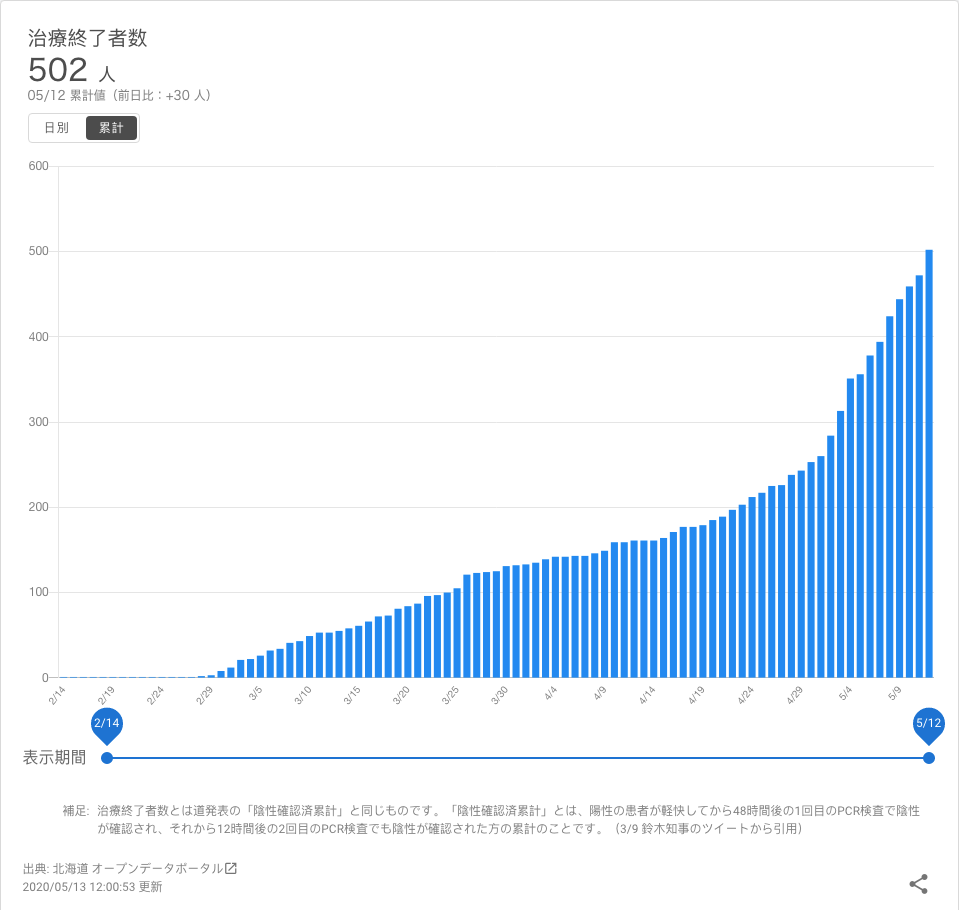 治療終了者数
502 人
05/12 累計値（前日比：+30 人）
日別 累計
600
500
400
300
200
100
0
2/14 2/19 2/24 2/29 3/5 3/10 3/15 3/20 3/25 3/30 4/4 4/9 4/14 4/19 4/24 4/29 5/4 5/9
2/14 5/12
表示期間
補足: 治療終了者数とは道発表の「陰性確認済累計」と同じものです。「陰性確認済累計」とは、陽性の患者が軽快してから48時間後の1回目のPCR検査で陰性
が確認され、それから12時間後の2回目のPCR検査でも陰性が確認された方の累計のことです。（3/9 鈴木知事のツイートから引用）
出典: 北海道 オープンデータポータル
2020/05/13 12:00:53 更新